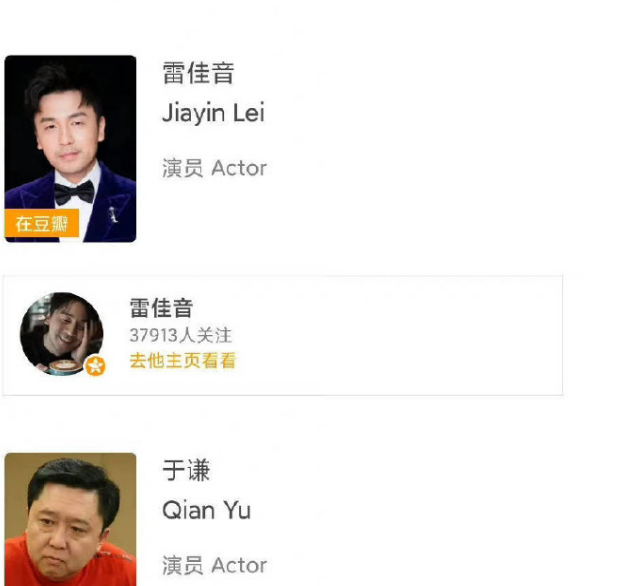 雷佳音
Jiayin Lei
演员 Actor
在豆瓣
雷佳音
37913人关注
去他主页看看
于谦
Qian Yu
演员 Actor